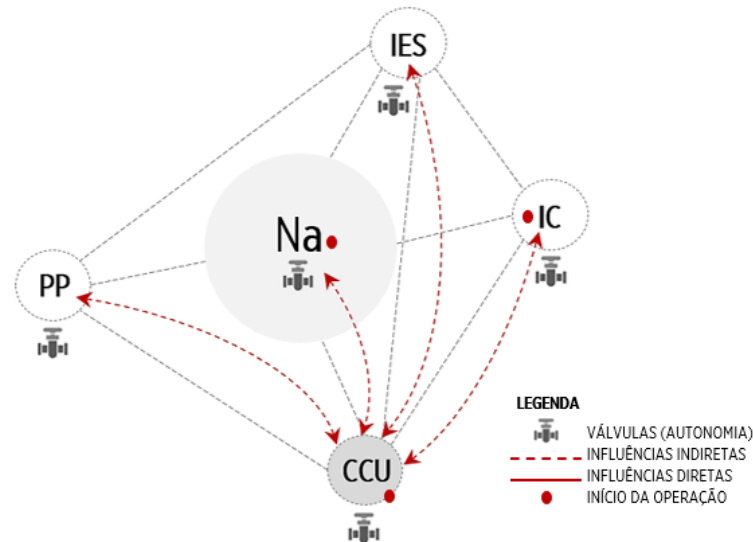 IES
IC
Na
PP
CCU
LEGENDA
VÁLVULAS (AUTONOMIA)
INFLUÊNCIAS INDIRETAS
INFLUÊNCIAS DIRETAS
INÍCIO DA OPERAÇÃO